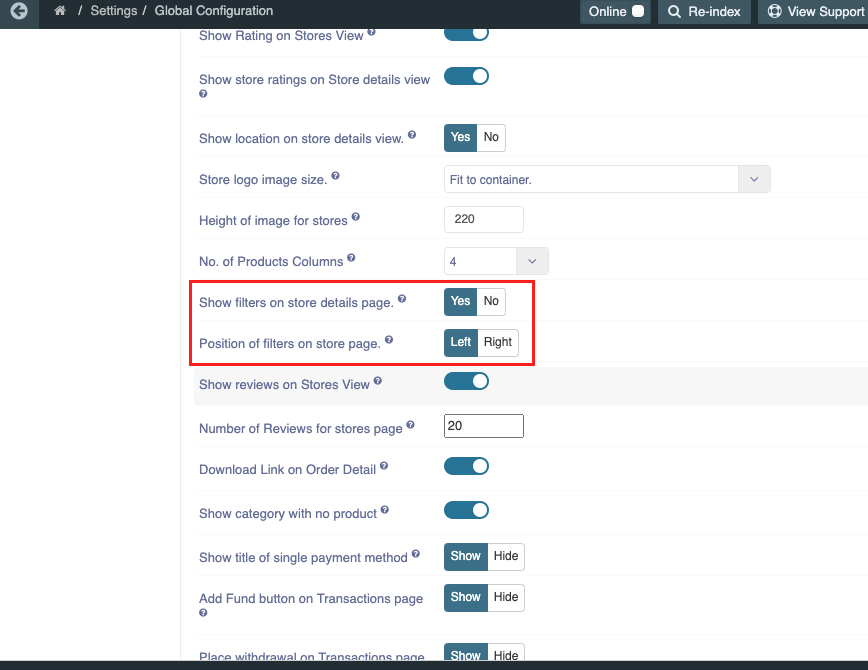 / Settings / Global Configuration Online Re-index View Support
Show Rating on Stores View
Show store ratings on Store details view
Show location on store details view. Yes No
Store logo image size. Fit to container.
Height of image for stores 220
No. of Products Columns 4
Show filters on store details page. Yes No
Position of filters on store page. Left Right
Show reviews on Stores View
Number of Reviews for stores page 20
Download Link on Order Detail
Show category with no product
Show title of single payment method Show Hide
Add Fund button on Transactions page Show Hide
Place withdrawal on Transactions page Show Hide